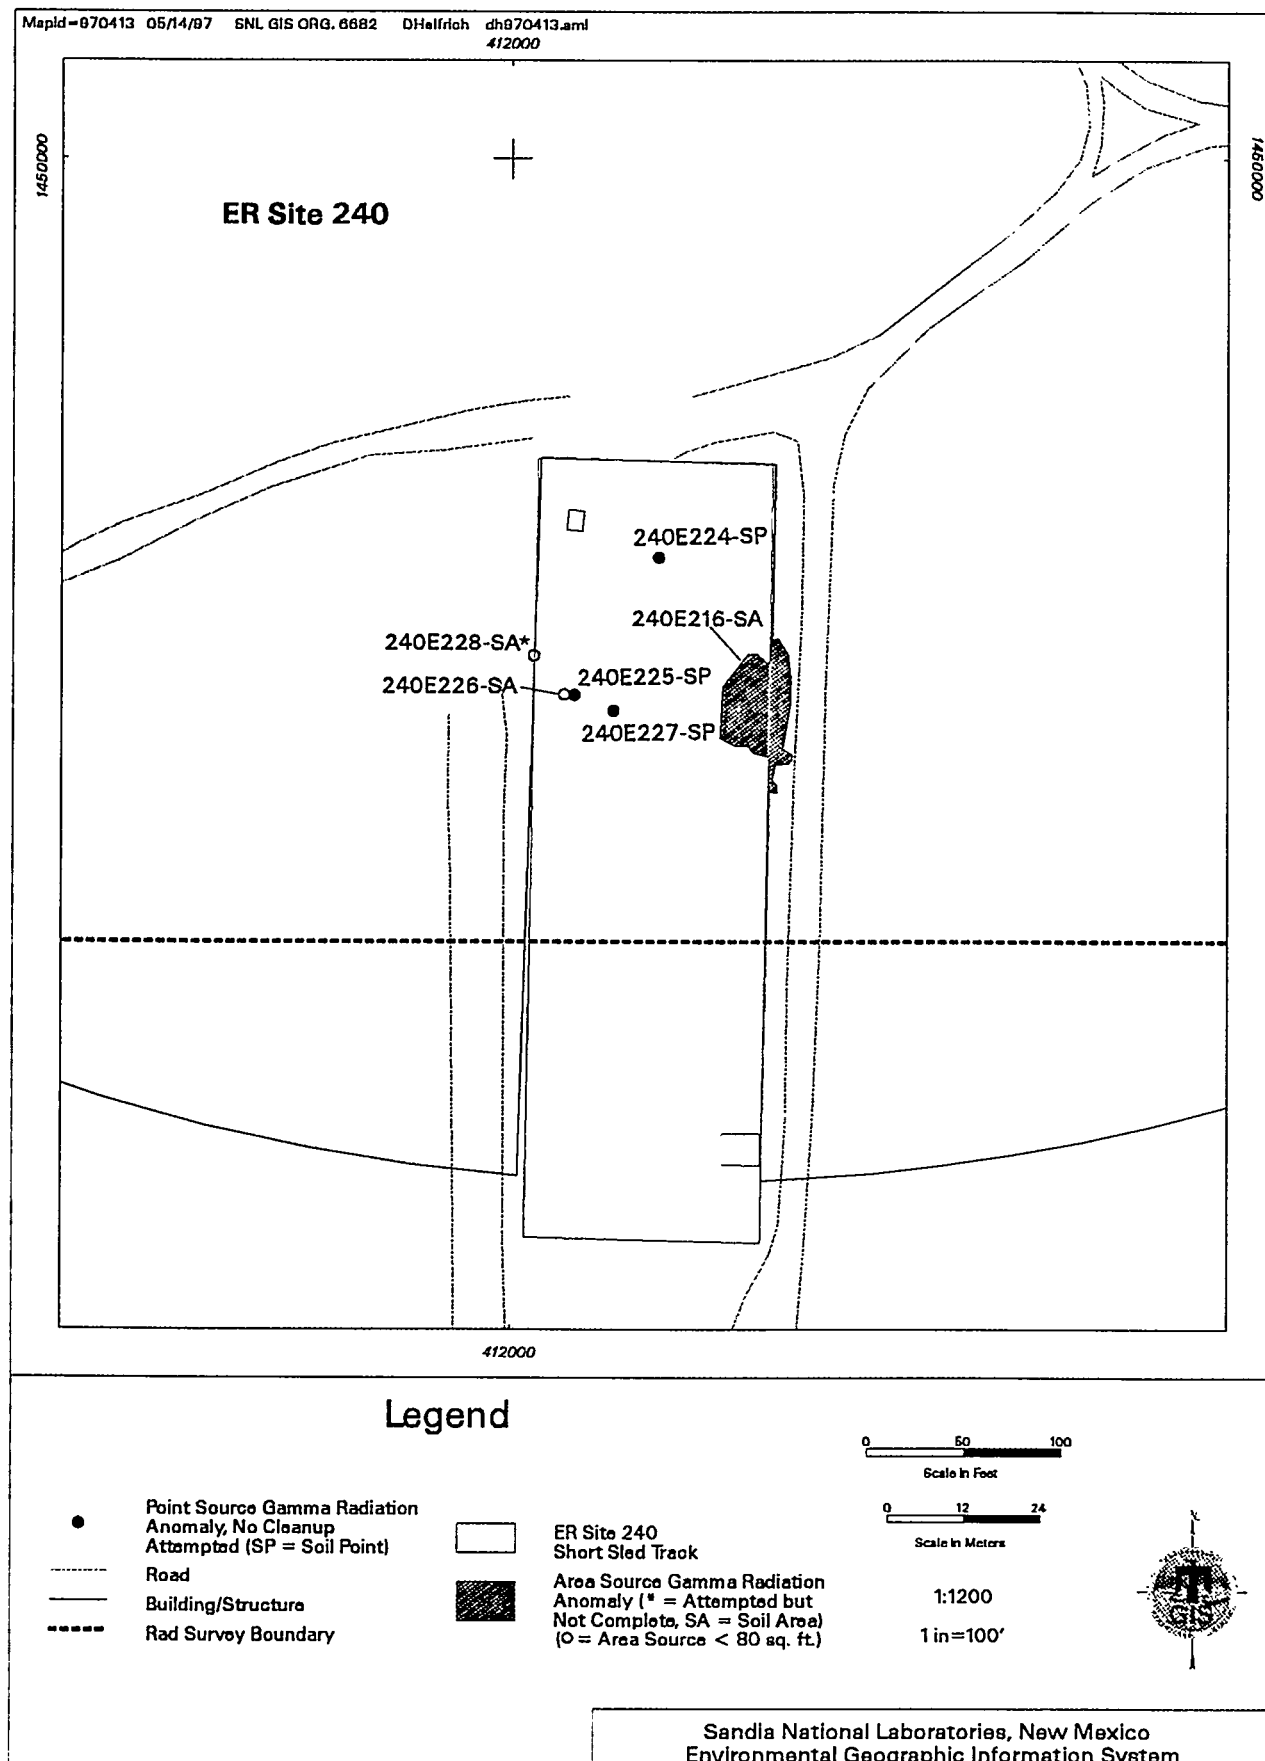 MapId=970413 05/14/97 SNL GIS ORG. 6682 DHelfrich dh970413.aml
412000
1450000
1450000
ER Site 240
240E224-SP
240E216-SA
240E228-SA*
240E225-SP
240E226-SA
240E227-SP
412000
Legend
0 50 100
Scale in Feet
0 12 24
Scale in Meters
1:1200
1 in=100'
Point Source Gamma Radiation
Anomaly, No Cleanup
Attempted (SP = Soil Point)
Road
Building/Structure
Rad Survey Boundary
ER Site 240
Short Sled Track
Area Source Gamma Radiation
Anomaly (* = Attempted but
Not Complete, SA = Soil Area)
(O = Area Source < 80 sq. ft.)
N
GIS
Sandia National Laboratories, New Mexico
Environmental Geographic Information System